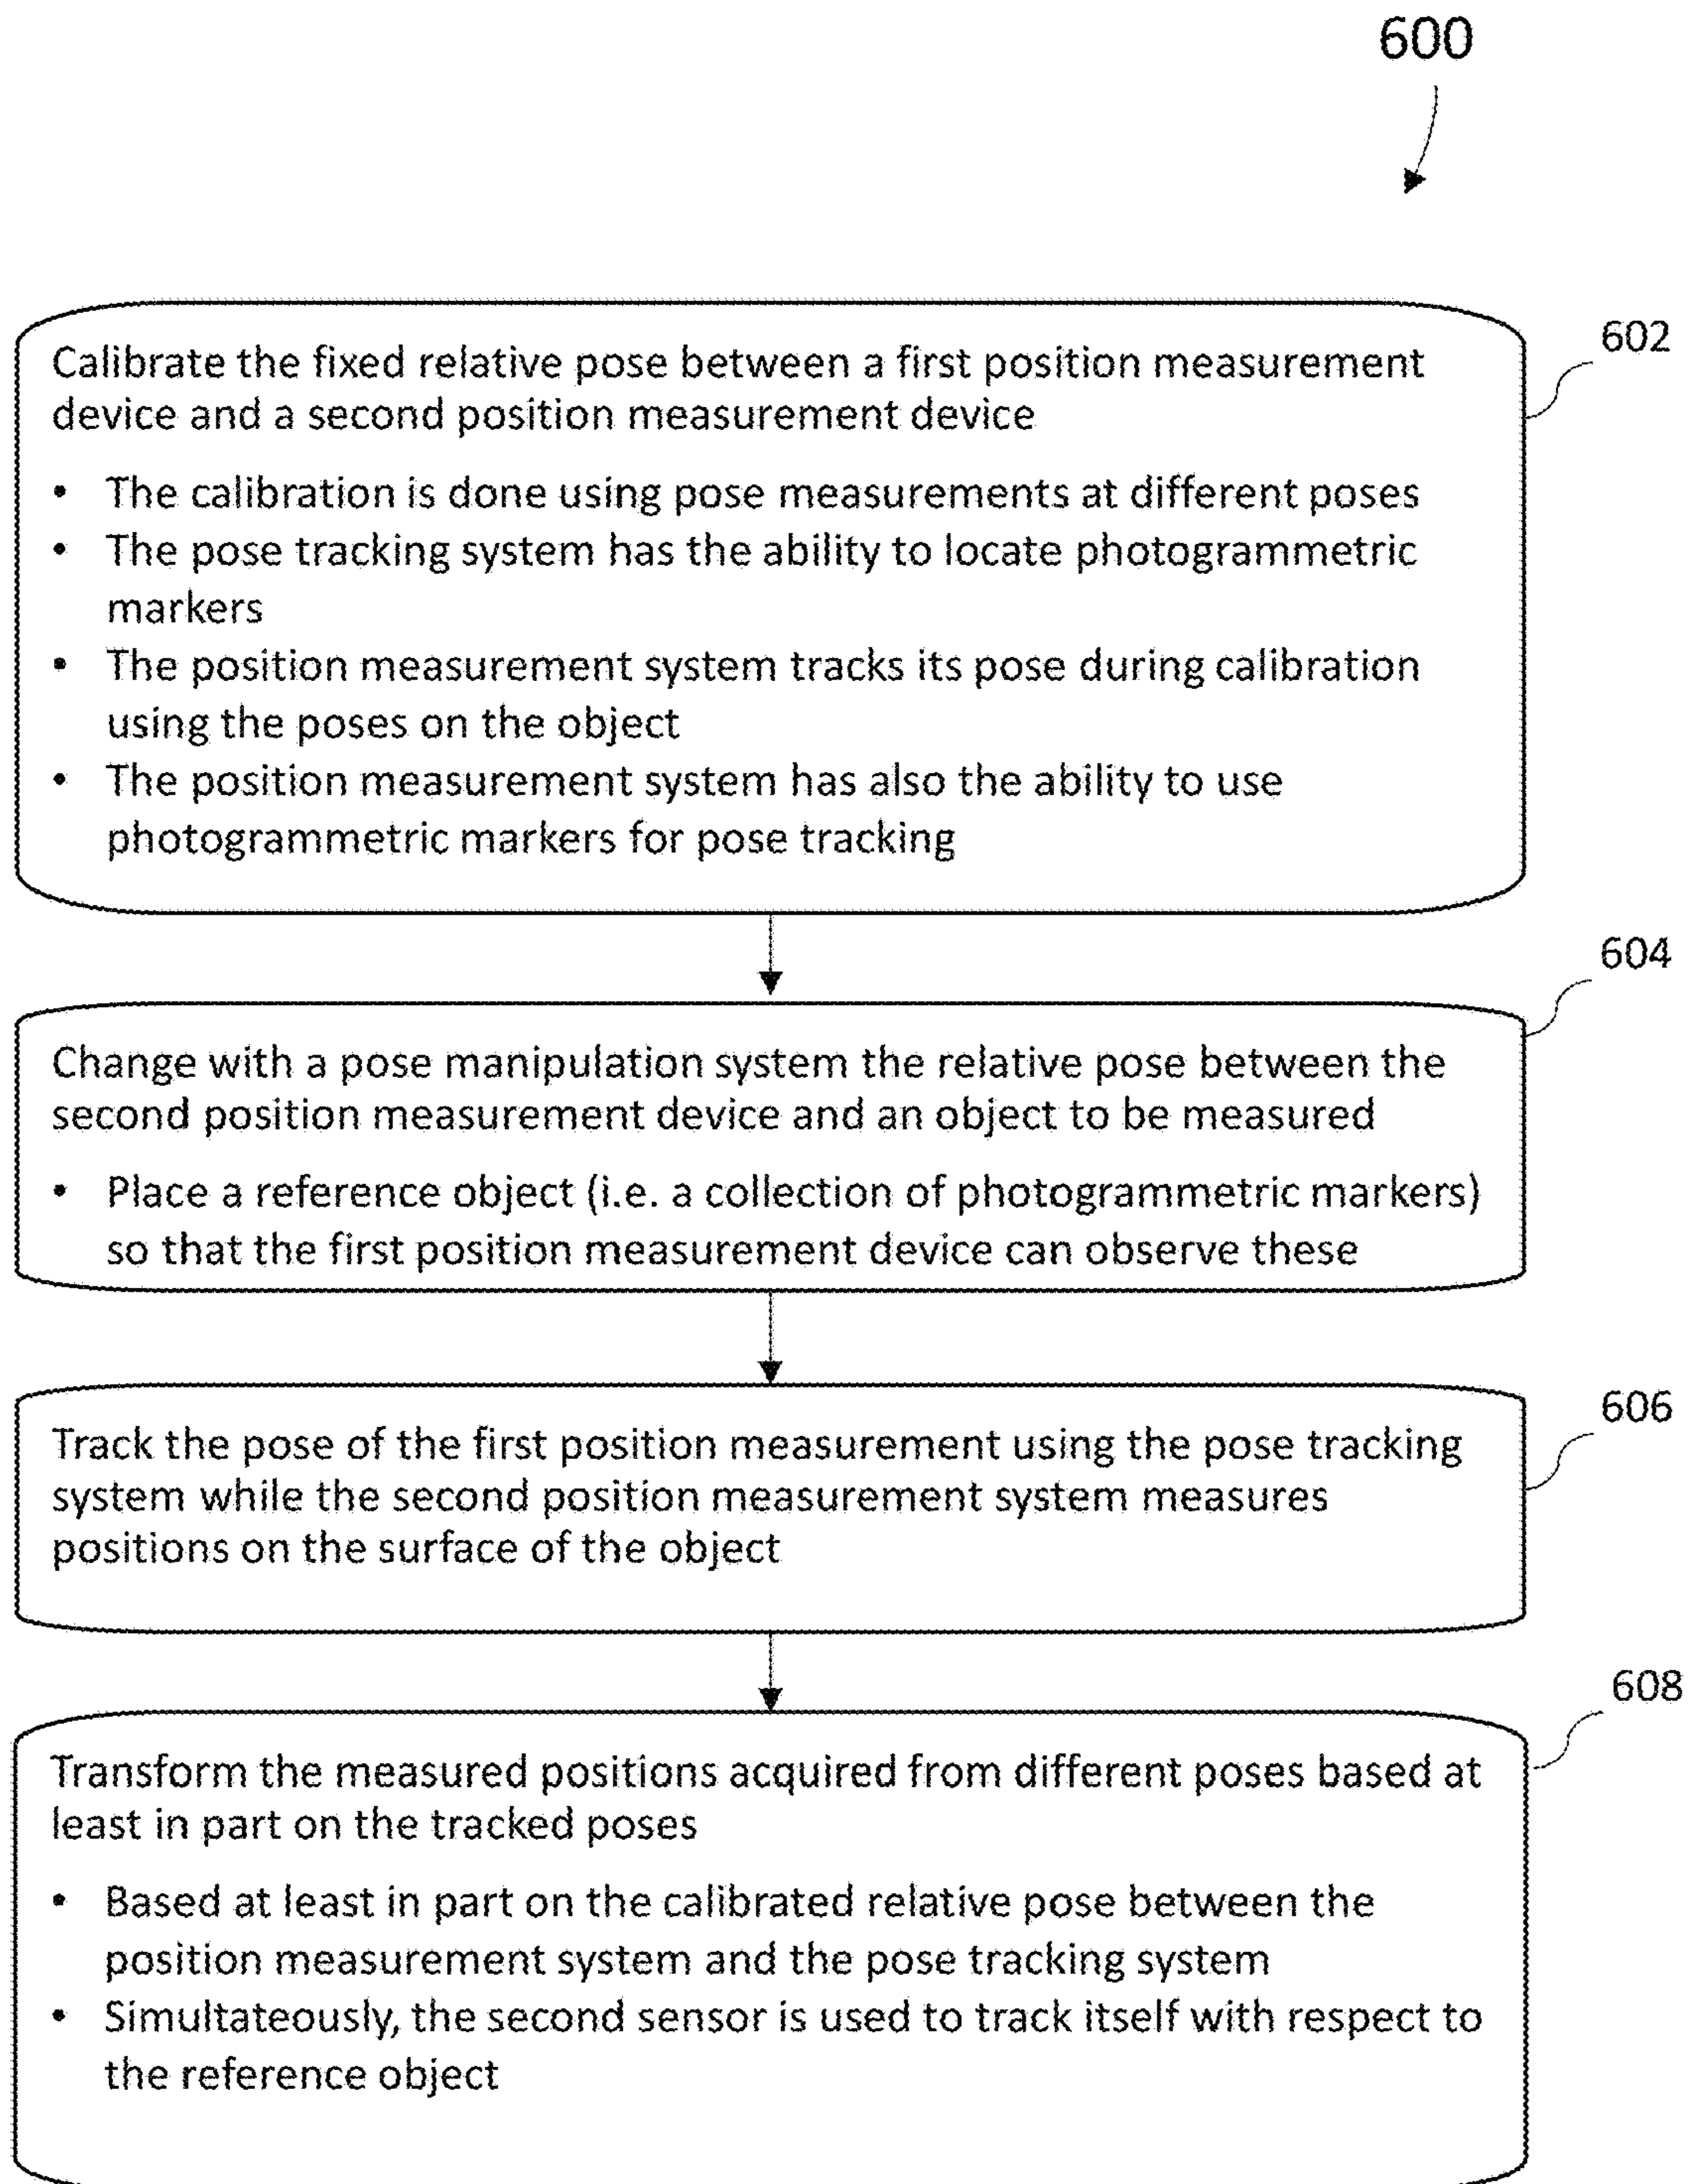 600
602
Calibrate the fixed relative pose between a first position measurement
device and a second position measurement device
• The calibration is done using pose measurements at different poses
• The pose tracking system has the ability to locate photogrammetric
markers
• The position measurement system tracks its pose during calibration
using the poses on the object
• The position measurement system has also the ability to use
photogrammetric markers for pose tracking
604
Change with a pose manipulation system the relative pose between the
second position measurement device and an object to be measured
• Place a reference object (i.e. a collection of photogrammetric markers)
so that the first position measurement device can observe these
606
Track the pose of the first position measurement using the pose tracking
system while the second position measurement system measures
positions on the surface of the object
608
Transform the measured positions acquired from different poses based at
least in part on the tracked poses
• Based at least in part on the calibrated relative pose between the
position measurement system and the pose tracking system
• Simultateously, the second sensor is used to track itself with respect to
the reference object